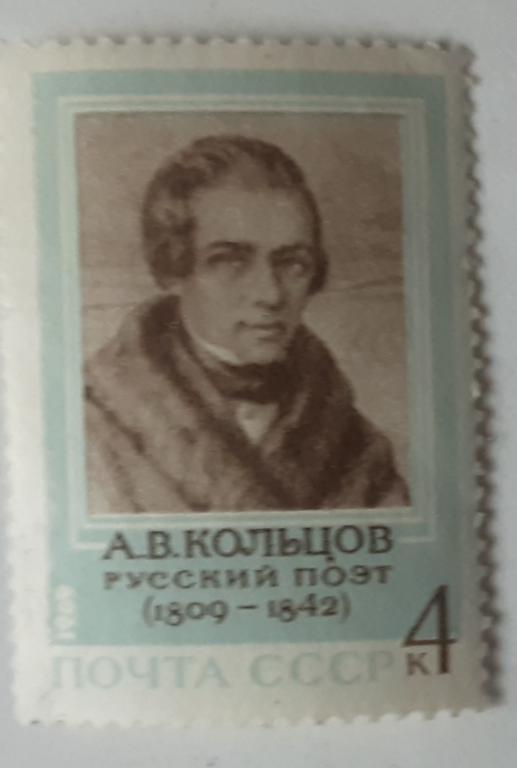 А.В.КОЛЬЦОВ
РУССКИЙ ПОЭТ
(1809 – 1842)
1969
ПОЧТА СССР
4 к